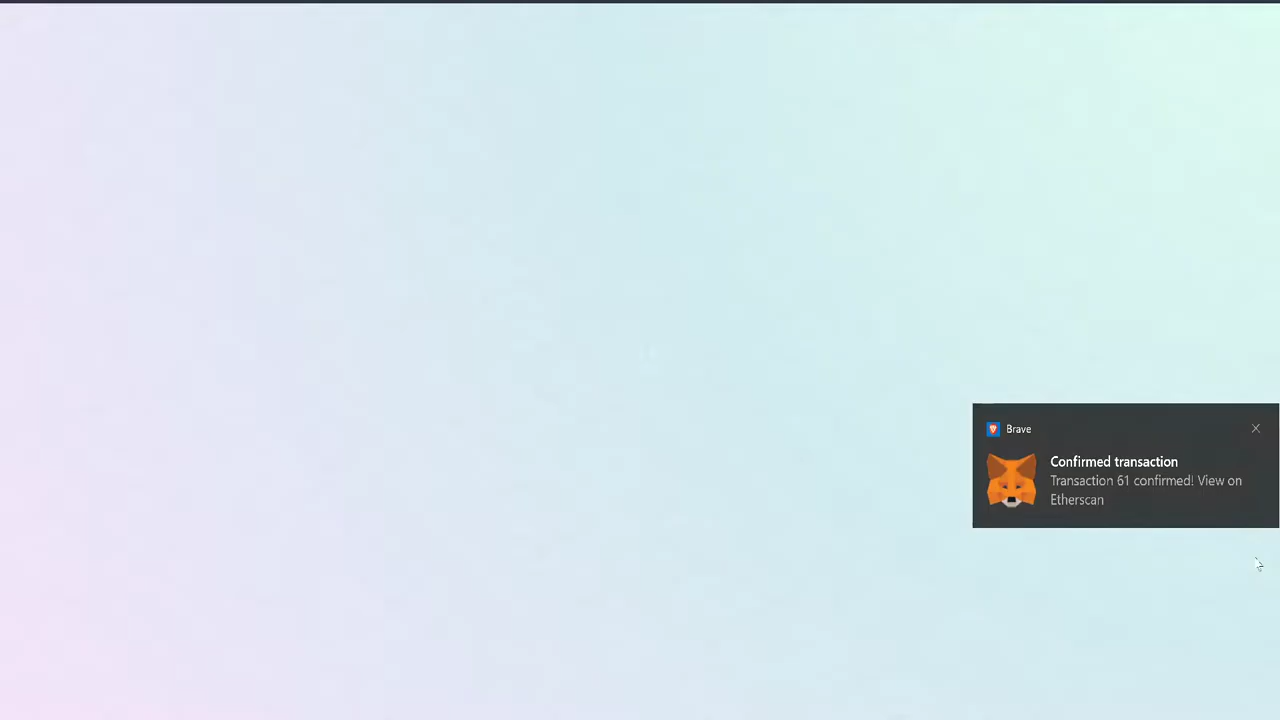 Brave
Confirmed transaction
Transaction 61 confirmed! View on
Etherscan